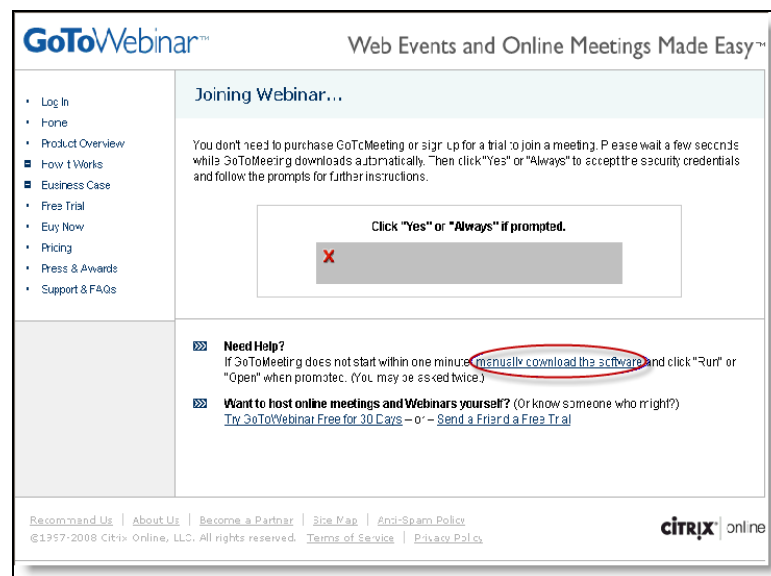 GoToWebinar™
Web Events and Online Meetings Made Easy™
Log In
Home
Product Overview
How it Works
Business Case
Free Trial
Buy Now
Pricing
Press & Awards
Support & FAQs
Joining Webinar...
You don't need to purchase GoToMeeting or sign up for a trial to join a meeting. Please wait a few seconds
while GoToMeeting downloads automatically. Then click "Yes" or "Always" to accept the security credentials
and follow the prompts for further instructions.
Click "Yes" or "Always" if prompted.
X
Need Help?
If GoToMeeting does not start within one minute, manually download the software and click "Run" or
"Open" when prompted. (You may be asked twice.)
Want to host online meetings and Webinars yourself? (Or know someone who might?)
Try GoToWebinar Free for 30 Days – or – Send a Friend a Free Trial
Recommend Us | About Us | Become a Partner | Site Map | Anti-Spam Policy
©1997-2008 Citrix Online, LLC. All rights reserved. Terms of Service | Privacy Policy
CITRIX® online